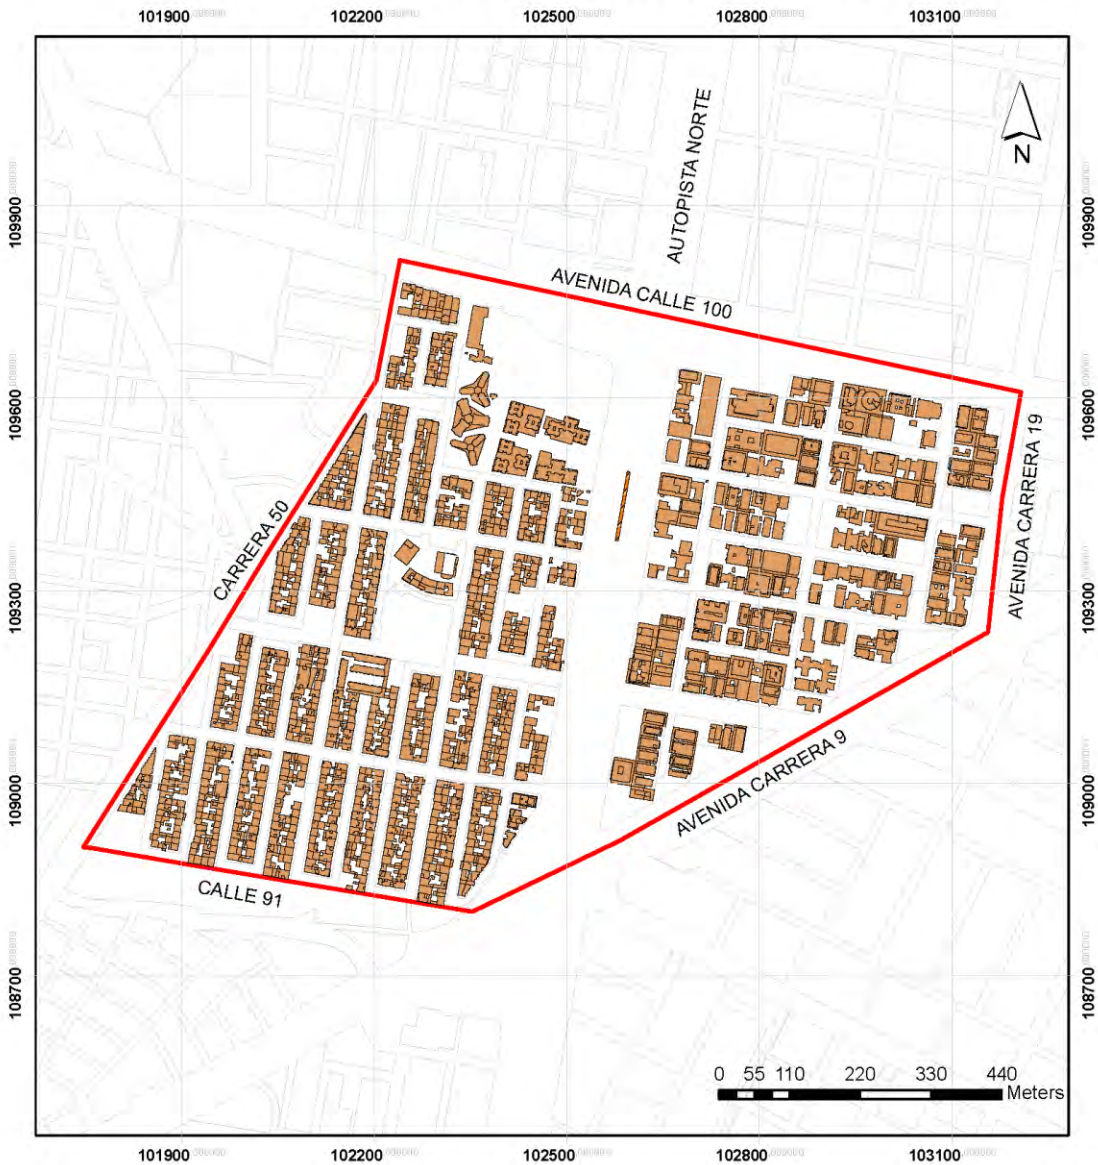 101900 102200 102500 102800 103100
109900 109900
109600 109600
109300 109300
109000 109000
108700 108700
N
AUTOPISTA NORTE
AVENIDA CALLE 100
AVENIDA CARRERA 19
CARRERA 50
AVENIDA CARRERA 9
CALLE 91
0 55 110 220 330 440
Meters
101900 102200 102500 102800 103100